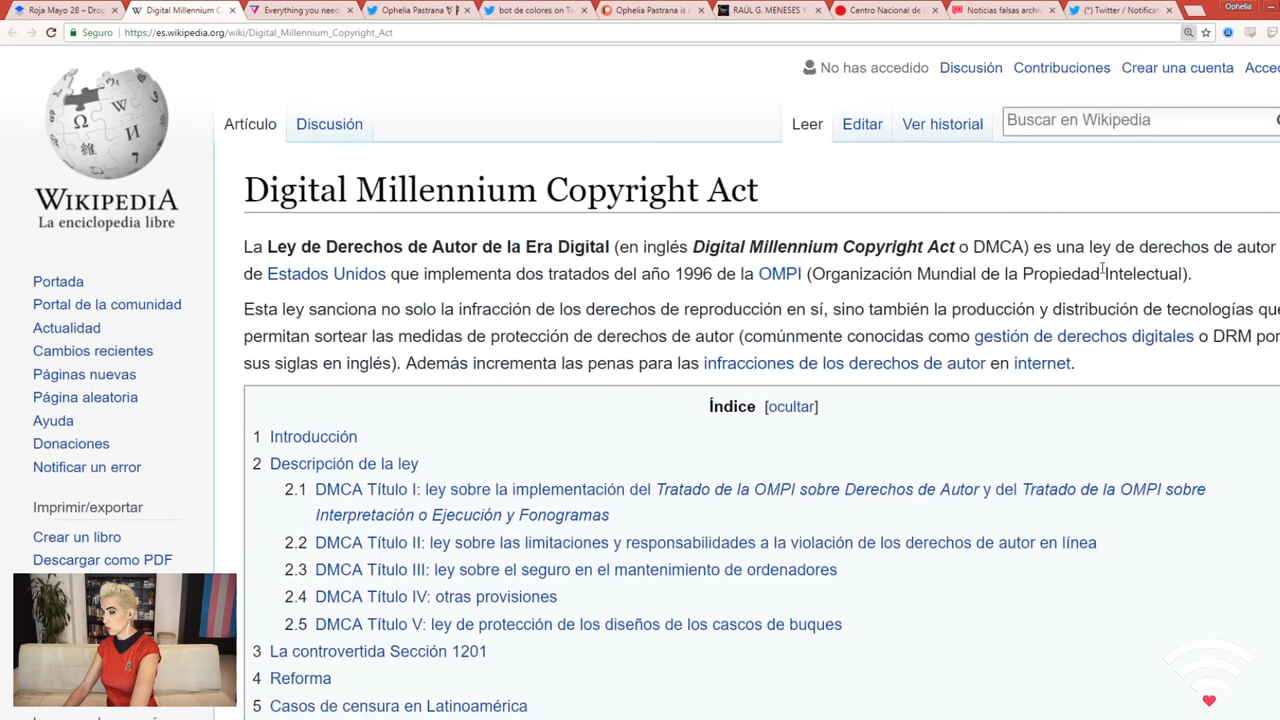 Roja Mayo 28 – Drop
Digital Millennium C
Everything you need
Ophelia Pastrana
bot de colores on Tw
Ophelia Pastrana is c
RAÚL G. MENESES Y
Centro Nacional de
Noticias falsas archi
(*) Twitter / Notifica
Ophelia
Seguro
https://es.wikipedia.org/wiki/Digital_Millennium_Copyright_Act
No has accedido
Discusión
Contribuciones
Crear una cuenta
Acce
Artículo
Discusión
Leer
Editar
Ver historial
Buscar en Wikipedia
WIKIPEDIA
La enciclopedia libre
Portada
Portal de la comunidad
Actualidad
Cambios recientes
Páginas nuevas
Página aleatoria
Ayuda
Donaciones
Notificar un error
Imprimir/exportar
Crear un libro
Descargar como PDF
Digital Millennium Copyright Act
La Ley de Derechos de Autor de la Era Digital (en inglés Digital Millennium Copyright Act o DMCA) es una ley de derechos de autor
de Estados Unidos que implementa dos tratados del año 1996 de la OMPI (Organización Mundial de la Propiedad Intelectual).
Esta ley sanciona no solo la infracción de los derechos de reproducción en sí, sino también la producción y distribución de tecnologías que
permitan sortear las medidas de protección de derechos de autor (comúnmente conocidas como gestión de derechos digitales o DRM por
sus siglas en inglés). Además incrementa las penas para las infracciones de los derechos de autor en internet.
Índice [ocultar]
1 Introducción
2 Descripción de la ley
2.1 DMCA Título I: ley sobre la implementación del Tratado de la OMPI sobre Derechos de Autor y del Tratado de la OMPI sobre
Interpretación o Ejecución y Fonogramas
2.2 DMCA Título II: ley sobre las limitaciones y responsabilidades a la violación de los derechos de autor en línea
2.3 DMCA Título III: ley sobre el seguro en el mantenimiento de ordenadores
2.4 DMCA Título IV: otras provisiones
2.5 DMCA Título V: ley de protección de los diseños de los cascos de buques
3 La controvertida Sección 1201
4 Reforma
5 Casos de censura en Latinoamérica